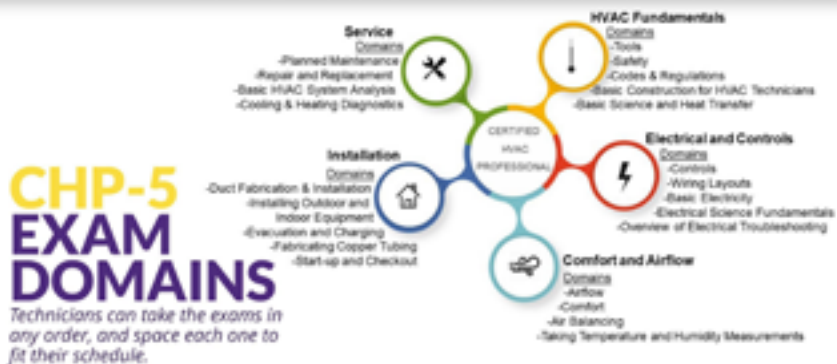 CHP-5
EXAM
DOMAINS
Technicians can take the exams in
any order, and space each one to
fit their schedule.
Service
Domains
-Planned Maintenance
-Repair and Replacement
-Basic HVAC System Analysis
-Cooling & Heating Diagnostics
HVAC Fundamentals
Domains
-Tools
-Safety
-Codes & Regulations
-Basic Construction for HVAC Technicians
-Basic Science and Heat Transfer
CERTIFIED
HVAC
PROFESSIONAL
Installation
Domains
-Duct Fabrication & Installation
-Installing Outdoor and
Indoor Equipment
-Evacuation and Charging
-Fabricating Copper Tubing
-Start-up and Checkout
Electrical and Controls
Domains
-Controls
-Wiring Layouts
-Basic Electricity
-Electrical Science Fundamentals
-Overview of Electrical Troubleshooting
Comfort and Airflow
Domains
-Airflow
-Comfort
-Air Balancing
-Taking Temperature and Humidity Measurements